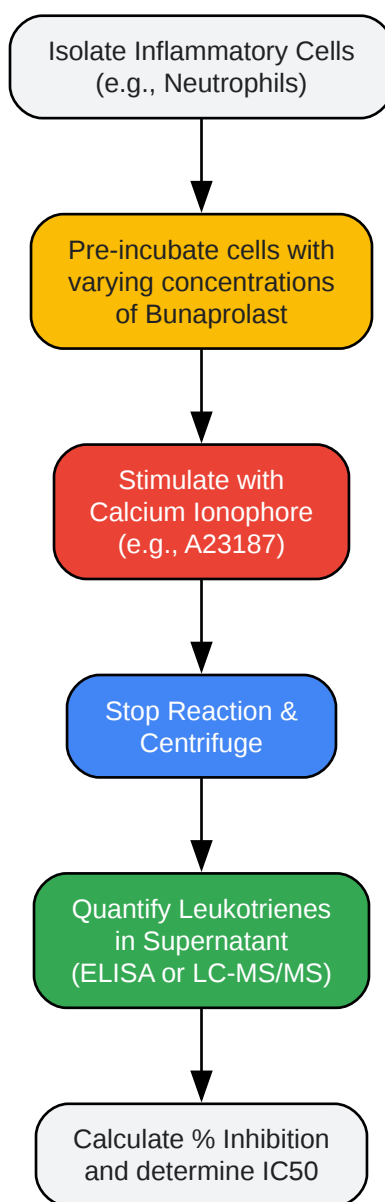 Isolate Inflammatory Cells
(e.g., Neutrophils)
Pre-incubate cells with
varying concentrations
of Bunaprolast
Stimulate with
Calcium Ionophore
(e.g., A23187)
Stop Reaction &
Centrifuge
Quantify Leukotrienes
in Supernatant
(ELISA or LC-MS/MS)
Calculate % Inhibition
and determine IC50